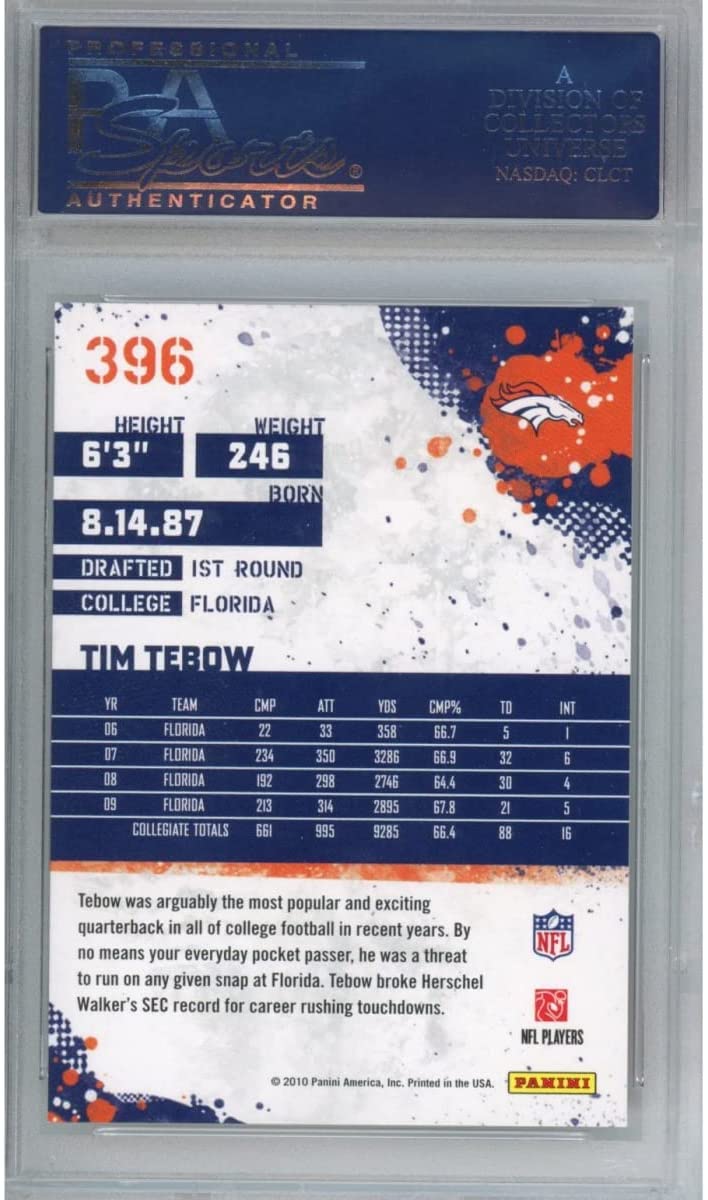 PROFESSIONAL
PSA
Sports®
AUTHENTICATOR
A
DIVISION OF
COLLECTORS
UNIVERSE
NASDAQ: CLCT
396
HEIGHT WEIGHT
6'3" 246
BORN
8.14.87
DRAFTED 1ST ROUND
COLLEGE FLORIDA
TIM TEBOW
YR TEAM CMP ATT YDS CMP% TD INT
06 FLORIDA 22 33 358 66.7 5 1
07 FLORIDA 234 350 3286 66.9 32 6
08 FLORIDA 192 298 2746 64.4 30 4
09 FLORIDA 213 314 2895 67.8 21 5
COLLEGIATE TOTALS 661 995 9285 66.4 88 16
Tebow was arguably the most popular and exciting
quarterback in all of college football in recent years. By
no means your everyday pocket passer, he was a threat
to run on any given snap at Florida. Tebow broke Herschel
Walker's SEC record for career rushing touchdowns.
NFL
NFL PLAYERS
© 2010 Panini America, Inc. Printed in the USA.
PANINI